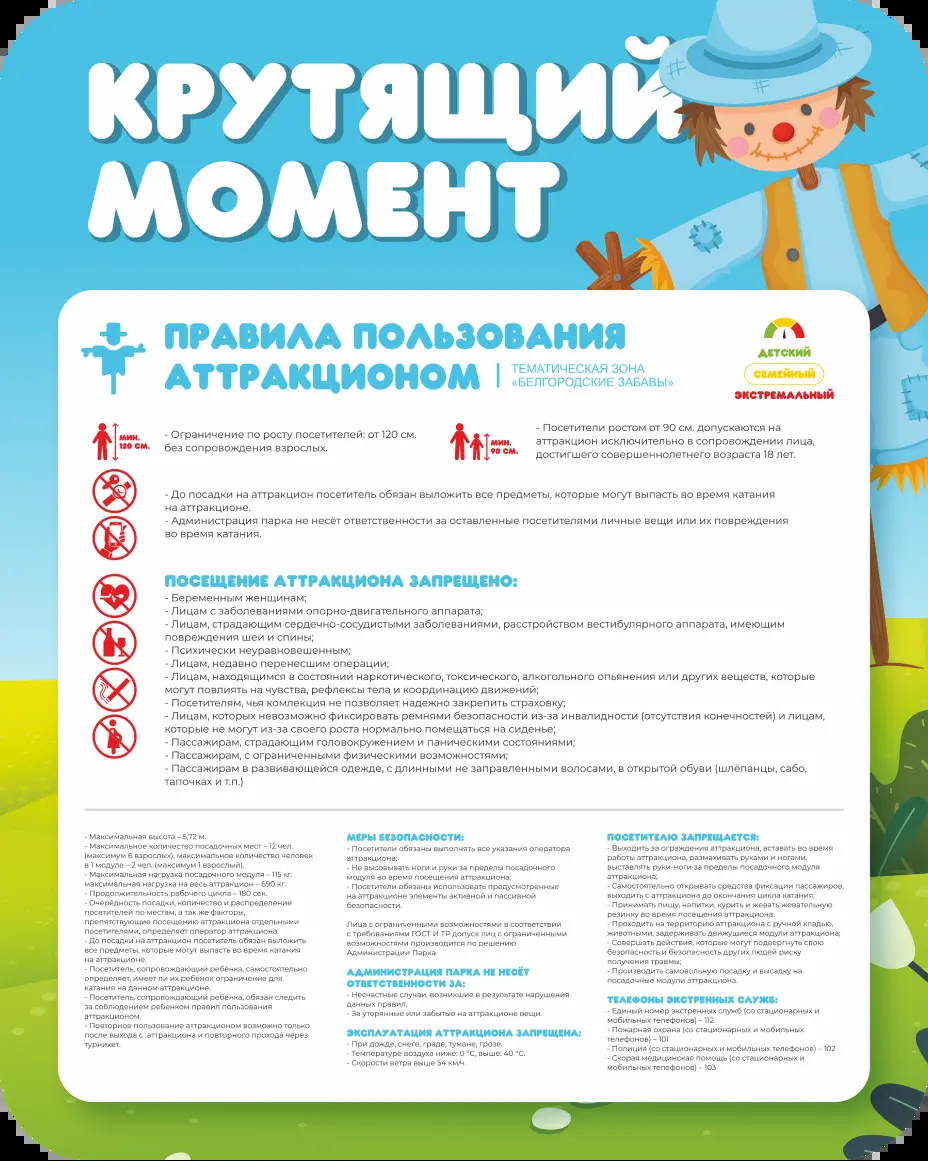 КРУТЯЩИЙ
МОМЕНТ
ПРАВИЛА ПОЛЬЗОВАНИЯ
АТТРАКЦИОНОМ
ТЕМАТИЧЕСКАЯ ЗОНА
«БЕЛГОРОДСКИЕ ЗАБАВЫ»
ДЕТСКИЙ
СЕМЕЙНЫЙ
ЭКСТРЕМАЛЬНЫЙ
МИН.
120 СМ.
- Ограничение по росту посетителей: от 120 см.
без сопровождения взрослых.
МИН.
90 СМ.
- Посетители ростом от 90 см. допускаются на
аттракцион исключительно в сопровождении лица,
достигшего совершеннолетнего возраста 18 лет.
- До посадки на аттракцион посетитель обязан выложить все предметы, которые могут выпасть во время катания
на аттракционе.
- Администрация парка не несёт ответственности за оставленные посетителями личные вещи или их повреждения
во время катания.
ПОСЕЩЕНИЕ АТТРАКЦИОНА ЗАПРЕЩЕНО:
- Беременным женщинам;
- Лицам с заболеваниями опорно-двигательного аппарата;
- Лицам, страдающим сердечно-сосудистыми заболеваниями, расстройством вестибулярного аппарата, имеющим
повреждения шеи и спины;
- Психически неуравновешенным;
- Лицам, недавно перенесшим операции;
- Лицам, находящимся в состоянии наркотического, токсического, алкогольного опьянения или других веществ, которые
могут повлиять на чувства, рефлексы тела и координацию движений;
- Посетителям, чья комлекция не позволяет надежно закрепить страховку;
- Лицам, которых невозможно фиксировать ремнями безопасности из-за инвалидности (отсутствия конечностей) и лицам,
которые не могут из-за своего роста нормально помещаться на сиденье;
- Пассажирам, страдающим головокружением и паническими состояниями;
- Пассажирам, с ограниченными физическими возможностями;
- Пассажирам в развивающейся одежде, с длинными не заправленными волосами, в открытой обуви (шлёпанцы, сабо,
тапочках и т.п.)
- Максимальная высота – 5,72 м.
- Максимальное количество посадочных мест – 12 чел.
(максимум 6 взрослых), максимальное количество человек
в 1 модуле – 2 чел. (максимум 1 взрослый).
- Максимальная нагрузка посадочного модуля – 115 кг.
максимальная нагрузка на весь аттракцион – 690 кг.
- Продолжительность рабочего цикла – 180 сек.
- Очерёдность посадки, количество и распределение
посетителей по местам, а так же факторы,
препятствующие посещению аттракциона отдельными
посетителями, определяет оператор аттракциона.
- До посадки на аттракцион посетитель обязан выложить
все предметы, которые могут выпасть во время катания
на аттракционе.
- Посетитель, сопровождающий ребёнка, самостоятельно
определяет, имеет ли их ребёнок ограничение для
катания на данном аттракционе.
- Посетитель, сопровождающий ребёнка, обязан следить
за соблюдением ребёнком правил пользования
аттракционом.
- Повторное пользование аттракционом возможно только
после выхода с аттракциона и повторного прохода через
турникет.
МЕРЫ БЕЗОПАСНОСТИ:
- Посетители обязаны выполнять все указания оператора
аттракциона;
- Не высовывать ноги и руки за пределы посадочного
модуля во время посещения аттракциона;
- Посетители обязаны использовать предусмотренные
на аттракционе элементы активной и пассивной
безопасности.
Лица с ограниченными возможностями в соответствии
с требованиями ГОСТ И ТР допуск лиц с ограниченными
возможностями производится по решению
Администрации Парка.
АДМИНИСТРАЦИЯ ПАРКА НЕ НЕСЁТ
ОТВЕТСТВЕННОСТИ ЗА:
- Несчастные случаи, возникшие в результате нарушения
данных правил;
- За утерянные или забытые на аттракционе вещи.
ЭКСПЛУАТАЦИЯ АТТРАКЦИОНА ЗАПРЕЩЕНА:
- При дожде, снеге, граде, тумане, грозе.
- Температуре воздуха ниже: 0 °С, выше: 40 °С.
- Скорости ветра выше 54 км/ч.
ПОСЕТИТЕЛЮ ЗАПРЕЩАЕТСЯ:
- Выходить за ограждения аттракциона, вставать во время
работы аттракциона, размахивать руками и ногами,
выставлять руки-ноги за пределы посадочного модуля
аттракциона;
- Самостоятельно открывать средства фиксации пассажиров,
выходить с аттракциона до окончания цикла катания;
- Принимать пищу, напитки, курить и жевать жевательную
резинку во время посещения аттракциона;
- Проходить на территорию аттракциона с ручной кладью,
животными, задерживать движущиеся модули аттракциона;
- Совершать действия, которые могут подвергнуть свою
безопасность и безопасность других людей риску
получения травмы;
- Производить самовольную посадку и высадку на
посадочные модули аттракциона.
ТЕЛЕФОНЫ ЭКСТРЕННЫХ СЛУЖБ:
- Единый номер экстренных служб (со стационарных и
мобильных телефонов) – 112
- Пожарная охрана (со стационарных и мобильных
телефонов) – 101
- Полиция (со стационарных и мобильных телефонов) – 102
- Скорая медицинская помощь (со стационарных и
мобильных телефонов) – 103